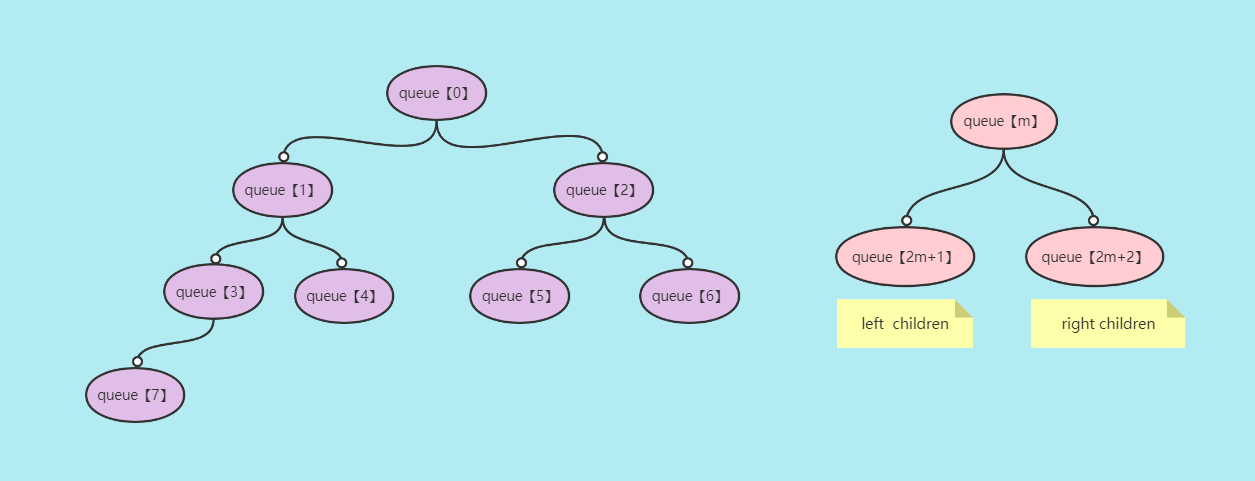 queue【0】
queue【1】
queue【2】
queue【3】
queue【4】
queue【5】
queue【6】
queue【7】
queue【m】
queue【2m+1】
queue【2m+2】
left  children
right children